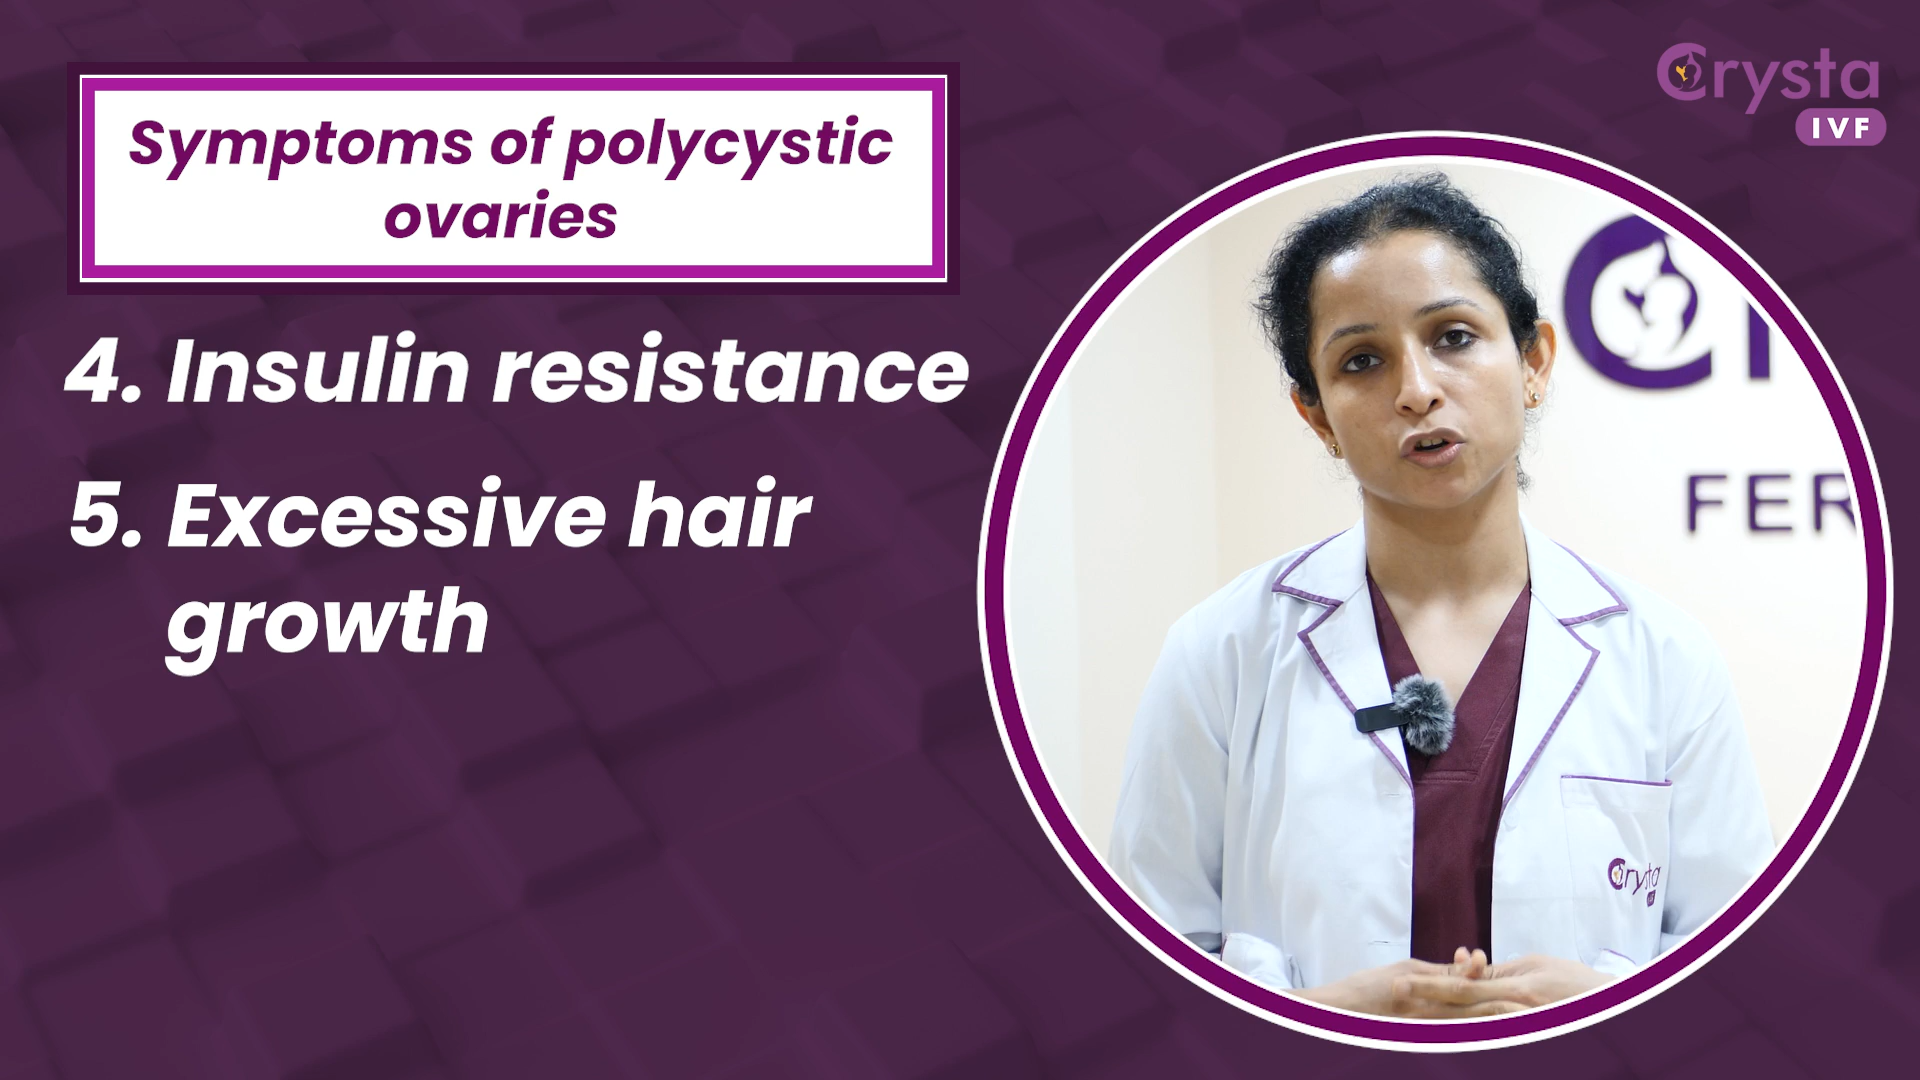 Crysta
IVF
Symptoms of polycystic
ovaries
4. Insulin resistance
5. Excessive hair
growth
FER
Crysta